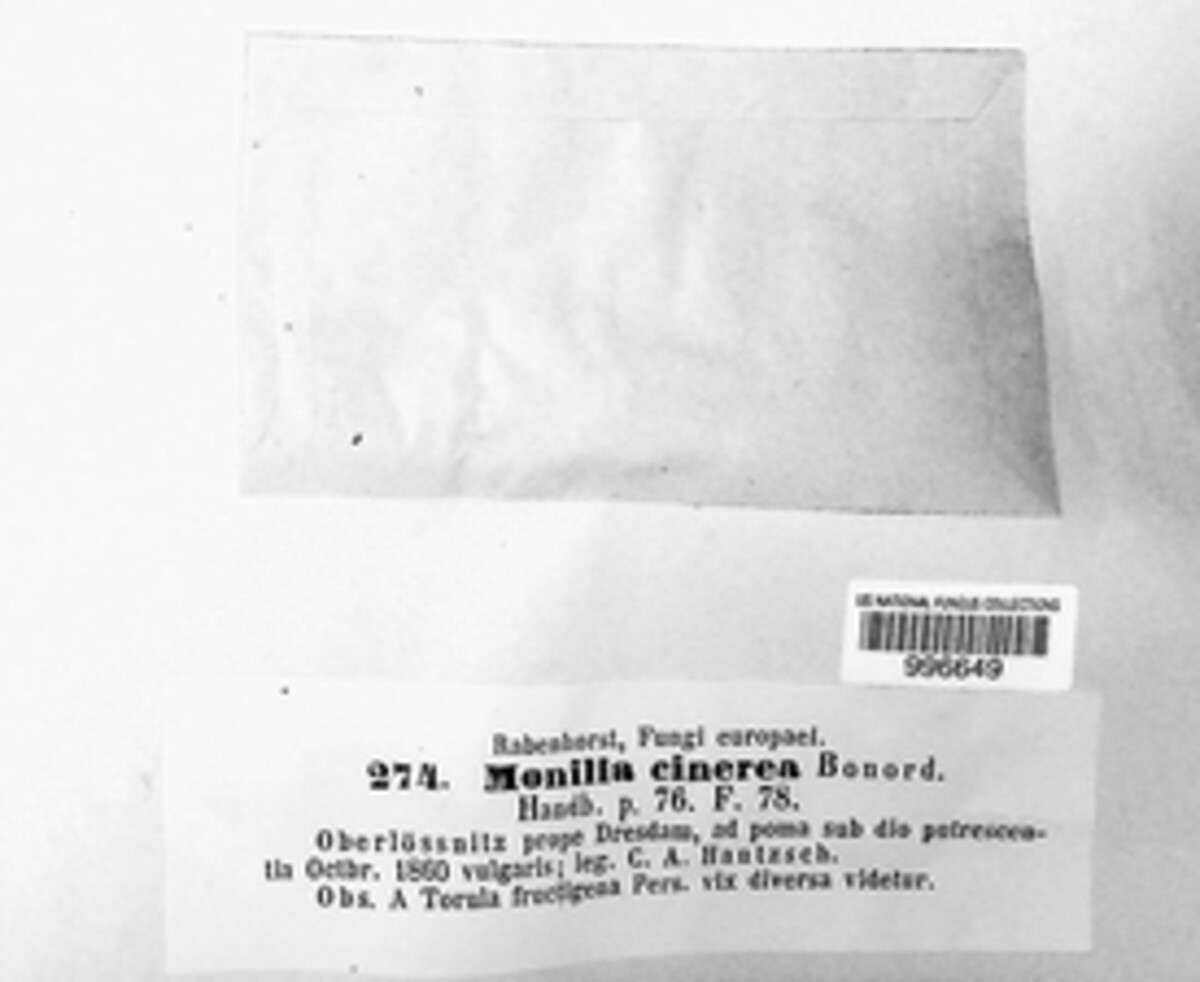 US NATIONAL FUNGUS COLLECTIONS
996649
Rabenhorst, Fungi europaei.
274. Monilia cinerea Bonord.
Handb. p. 76. F. 78.
Oberlössnitz prope Dresdam, ad poma sub dio putrescen-
tia Octbr. 1860 vulgaris; leg. C. A. Hantzsch.
Obs. A Torula fructigena Pers. vix diversa videtur.